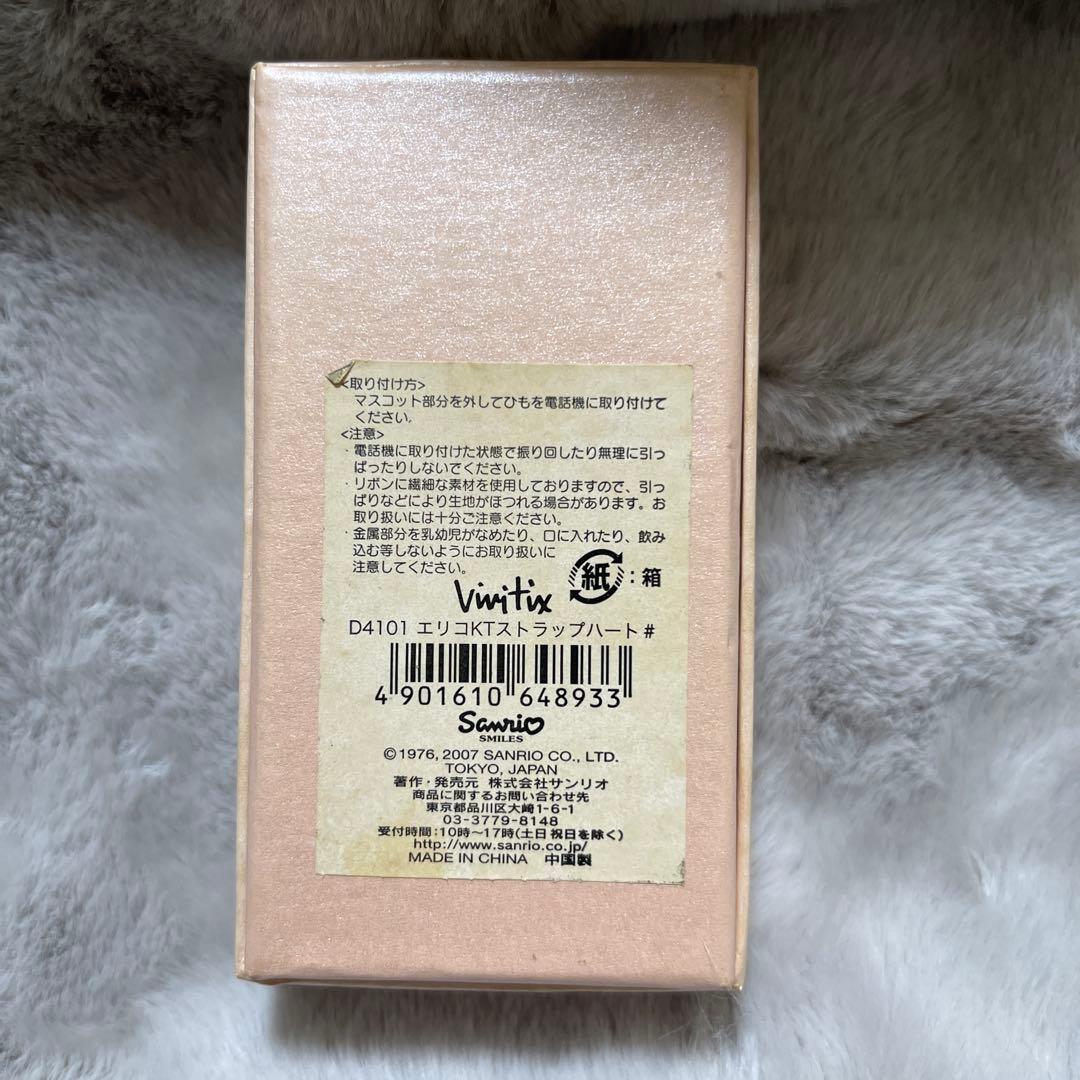 <取り付け方>
マスコット部分を外してひもを電話機に取り付けて
ください。
<注意>
・電話機に取り付けた状態で振り回したり無理に引っ
ぱったりしないでください。
・リボンに繊細な素材を使用しておりますので、引っ
ぱりなどにより生地がほつれる場合があります。お
取り扱いには十分ご注意ください。
・金属部分を乳幼児がなめたり、口に入れたり、飲み
込む等しないようにお取り扱いに
注意してください。
紙:箱
Vivitix
D4101 エリコKTストラップハート#
4 901610 648933
Sanrio
SMILES
©1976, 2007 SANRIO CO., LTD.
TOKYO, JAPAN
著作・発売元 株式会社サンリオ
商品に関するお問い合わせ先
東京都品川区大崎1-6-1
03-3779-8148
受付時間:10時~17時(土日祝日を除く)
http://www.sanrio.co.jp/
MADE IN CHINA 中国製